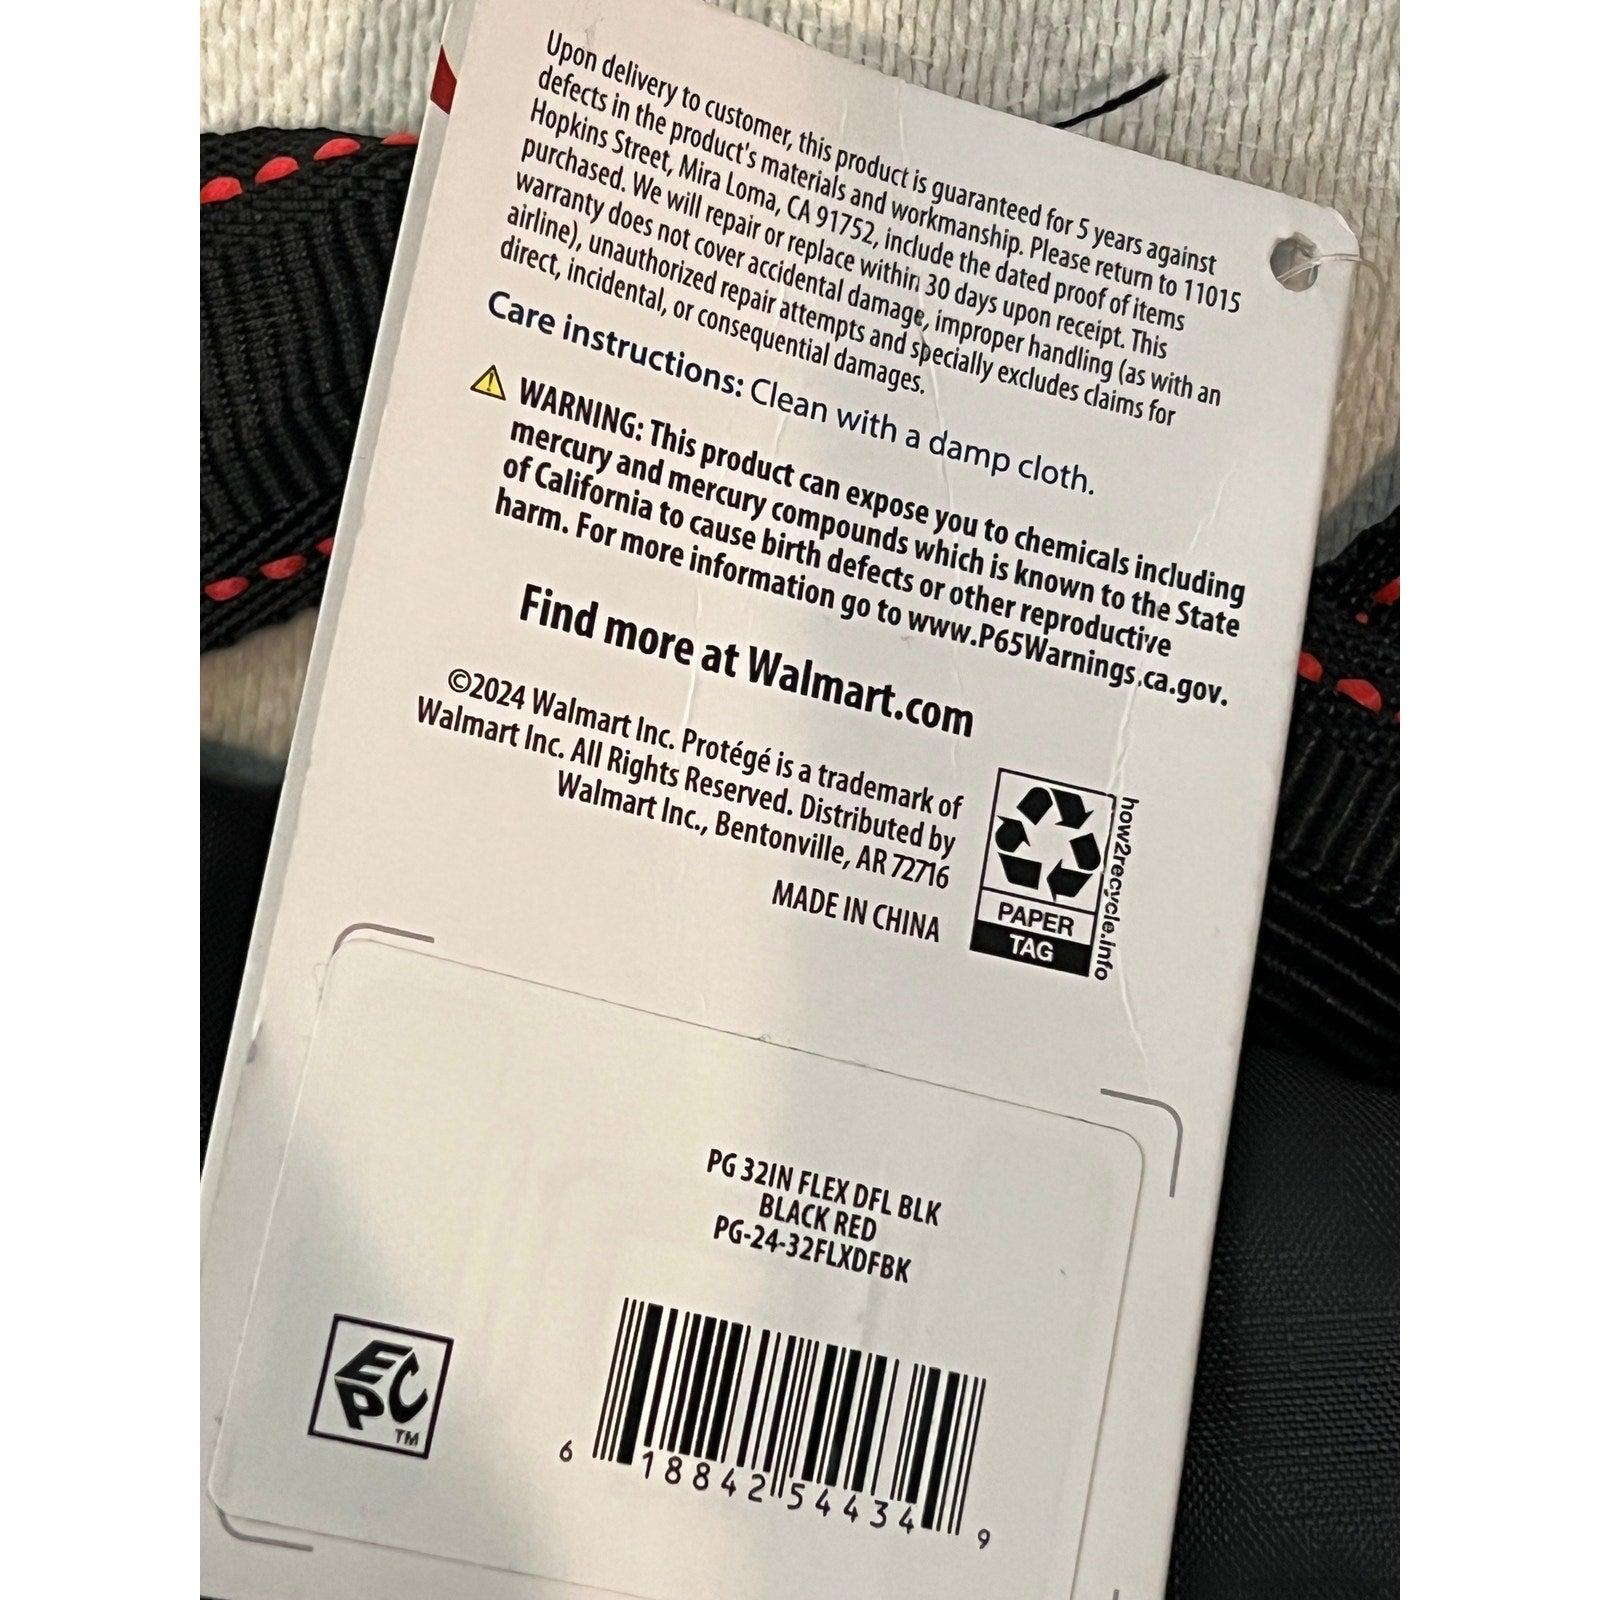 Upon delivery to customer, this product is guaranteed for 5 years against
defects in the product's materials and workmanship. Please return to 11015
Hopkins Street, Mira Loma, CA 91752, include the dated proof of items
purchased. We will repair or replace within 30 days upon receipt. This
warranty does not cover accidental damage, improper handling (as with an
airline), unauthorized repair attempts and specially excludes claims for
direct, incidental, or consequential damages.
Care instructions: Clean with a damp cloth.
WARNING: This product can expose you to chemicals including
mercury and mercury compounds which is known to the State
of California to cause birth defects or other reproductive
harm. For more information go to www.P65Warnings.ca.gov.
Find more at Walmart.com
©2024 Walmart Inc. Protégé is a trademark of
Walmart Inc. All Rights Reserved. Distributed by
Walmart Inc., Bentonville, AR 72716
MADE IN CHINA
PAPER
TAG
how2recycle.info
PG 32IN FLEX DFL BLK
BLACK RED
PG-24-32FLXDFBK
EPC
TM
6 18842 54434 9